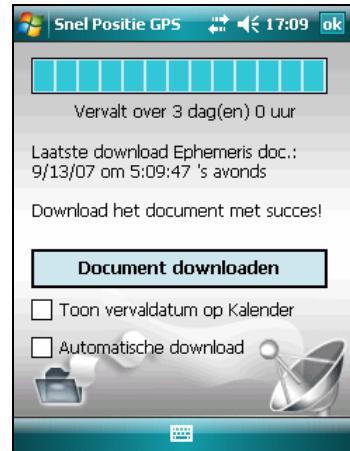 Snel Positie GPS 17:09 ok
Vervalt over 3 dag(en) 0 uur
Laatste download Ephemeris doc.:
9/13/07 om 5:09:47 's avonds
Download het document met succes!
Document downloaden
Toon vervaldatum op Kalender
Automatische download